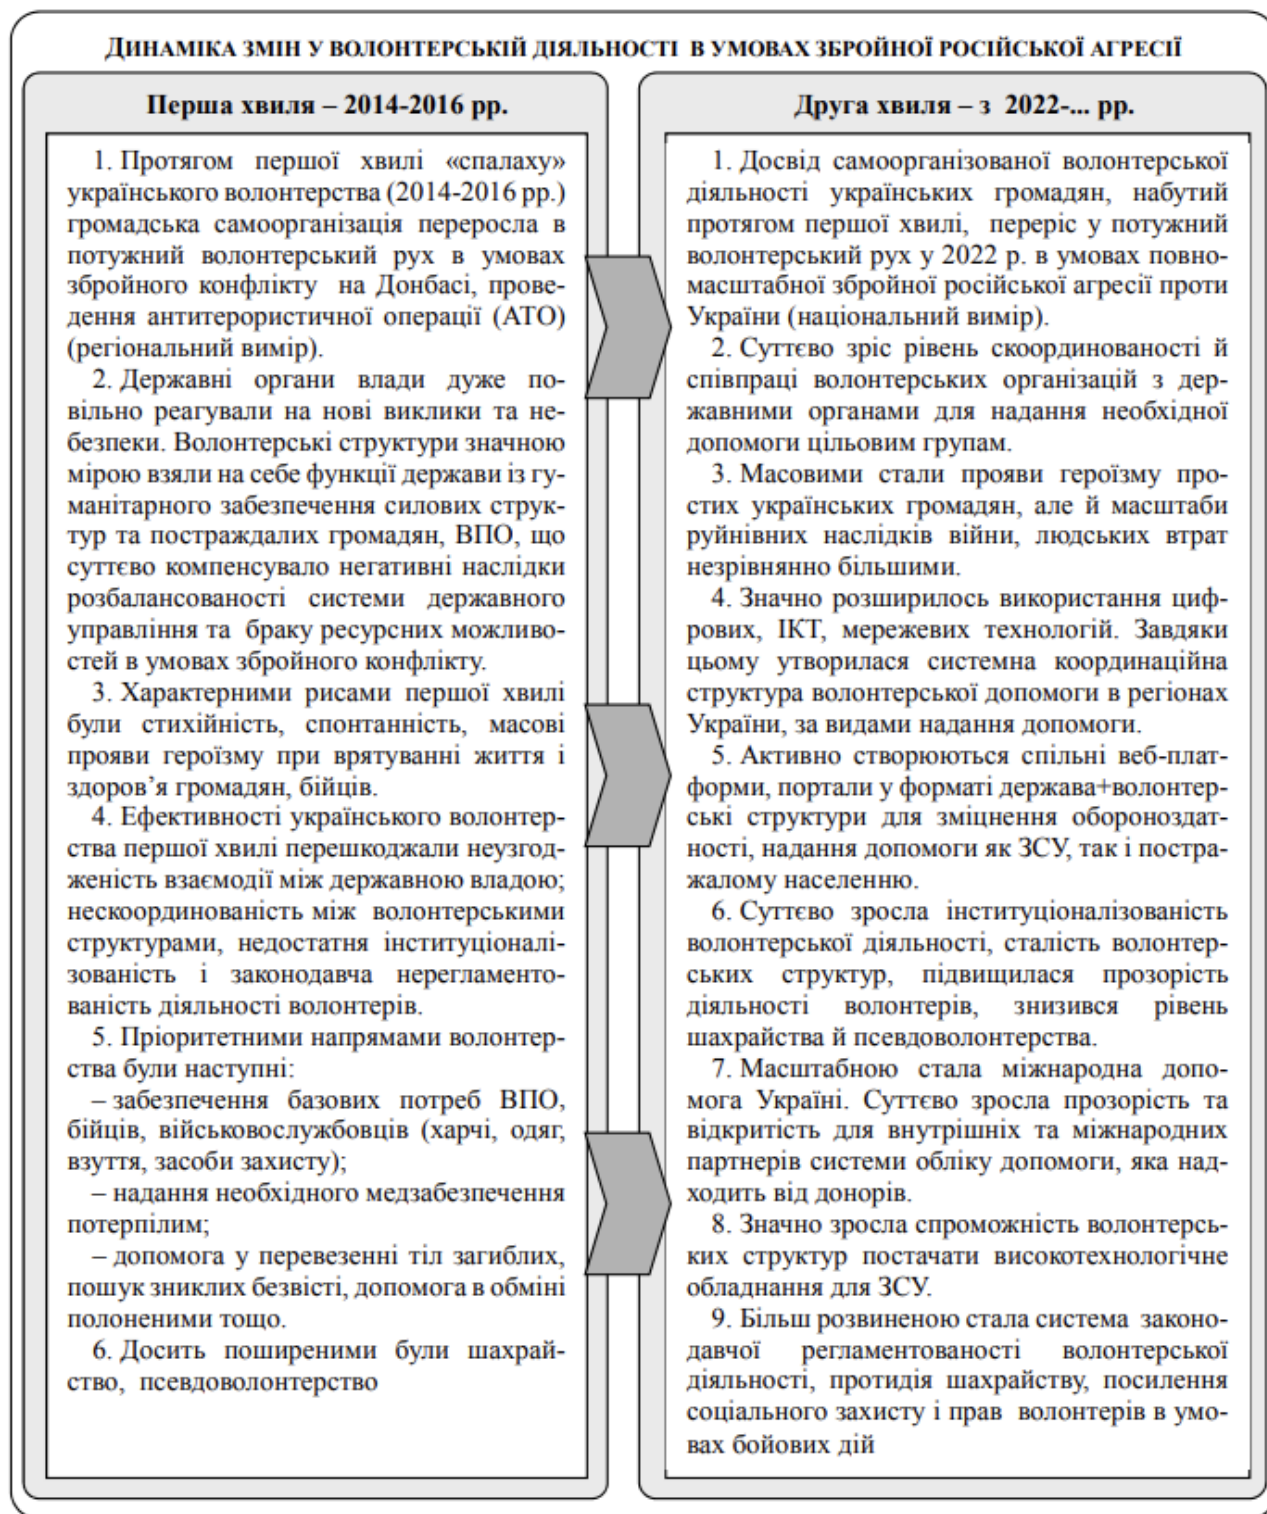 ДИНАМІКА ЗМІН У ВОЛОНТЕРСЬКІЙ ДІЯЛЬНОСТІ В УМОВАХ ЗБРОЙНОЇ РОСІЙСЬКОЇ АГРЕСІЇ
Перша хвиля – 2014-2016 рр.
1. Протягом першої хвилі «спалаху»
українського волонтерства (2014-2016 рр.)
громадська самоорганізація переросла в
потужний волонтерський рух в умовах
збройного конфлікту на Донбасі, прове-
дення антитерористичної операції (АТО)
(регіональний вимір).
2. Державні органи влади дуже по-
вільно реагували на нові виклики та не-
безпеки. Волонтерські структури значною
мірою взяли на себе функції держави із гу-
манітарного забезпечення силових струк-
тур та постраждалих громадян, ВПО, що
суттєво компенсувало негативні наслідки
розбалансованості системи державного
управління та браку ресурсних можливо-
стей в умовах збройного конфлікту.
3. Характерними рисами першої хвилі
були стихійність, спонтанність, масові
прояви героїзму при врятуванні життя і
здоров’я громадян, бійців.
4. Ефективності українського волонтер-
ства першої хвилі перешкоджали неузгод-
женість взаємодії між державною владою;
нескоординованість між волонтерськими
структурами, недостатня інституціоналі-
зованість і законодавча нерегламенто-
ваність діяльності волонтерів.
5. Пріоритетними напрямами волонтер-
ства були наступні:
– забезпечення базових потреб ВПО,
бійців, військовослужбовців (харчі, одяг,
взуття, засоби захисту);
– надання необхідного медзабезпечення
потерпілим;
– допомога у перевезенні тіл загиблих,
пошук зниклих безвісті, допомога в обміні
полоненими тощо.
6. Досить поширеними були шахрай-
ство, псевдоволонтерство
Друга хвиля – з 2022-... рр.
1. Досвід самоорганізованої волонтерської
діяльності українських громадян, набутий
протягом першої хвилі, переріс у потужний
волонтерський рух у 2022 р. в умовах повно-
масштабної збройної російської агресії проти
України (національний вимір).
2. Суттєво зріс рівень скоординованості й
співпраці волонтерських організацій з дер-
жавними органами для надання необхідної
допомоги цільовим групам.
3. Масовими стали прояви героїзму про-
стих українських громадян, але й масштаби
руйнівних наслідків війни, людських втрат
незрівнянно більшими.
4. Значно розширилось використання циф-
рових, ІКТ, мережевих технологій. Завдяки
цьому утворилася системна координаційна
структура волонтерської допомоги в регіонах
України, за видами надання допомоги.
5. Активно створюються спільні веб-плат-
форми, портали у форматі держава+волонтер-
ські структури для зміцнення обороноздат-
ності, надання допомоги як ЗСУ, так і постра-
жалому населенню.
6. Суттєво зросла інституціоналізованість
волонтерської діяльності, сталість волонтер-
ських структур, підвищилася прозорість
діяльності волонтерів, знизився рівень
шахрайства й псевдоволонтерства.
7. Масштабною стала міжнародна допо-
мога Україні. Суттєво зросла прозорість та
відкритість для внутрішніх та міжнародних
партнерів системи обліку допомоги, яка над-
ходить від донорів.
8. Значно зросла спроможність волонтерсь-
ких структур постачати високотехнологічне
обладнання для ЗСУ.
9. Більш розвиненою стала система законо-
давчої регламентованості волонтерської
діяльності, протидія шахрайству, посилення
соціального захисту і прав волонтерів в умо-
вах бойових дій